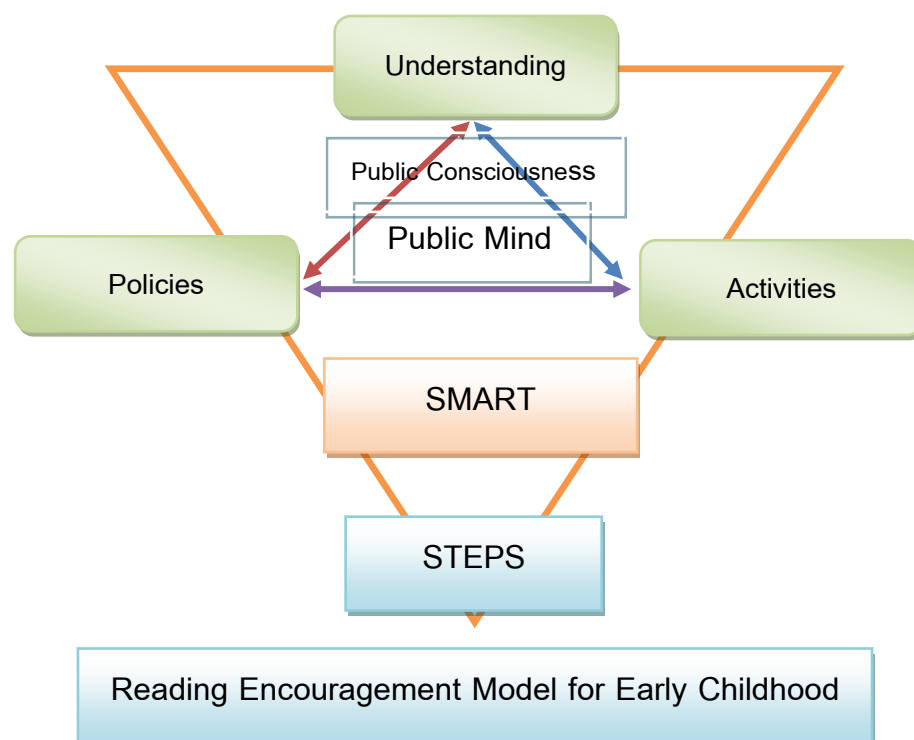 Understanding
Public Consciousness
Public Mind
Policies
Activities
SMART
STEPS
Reading Encouragement Model for Early Childhood